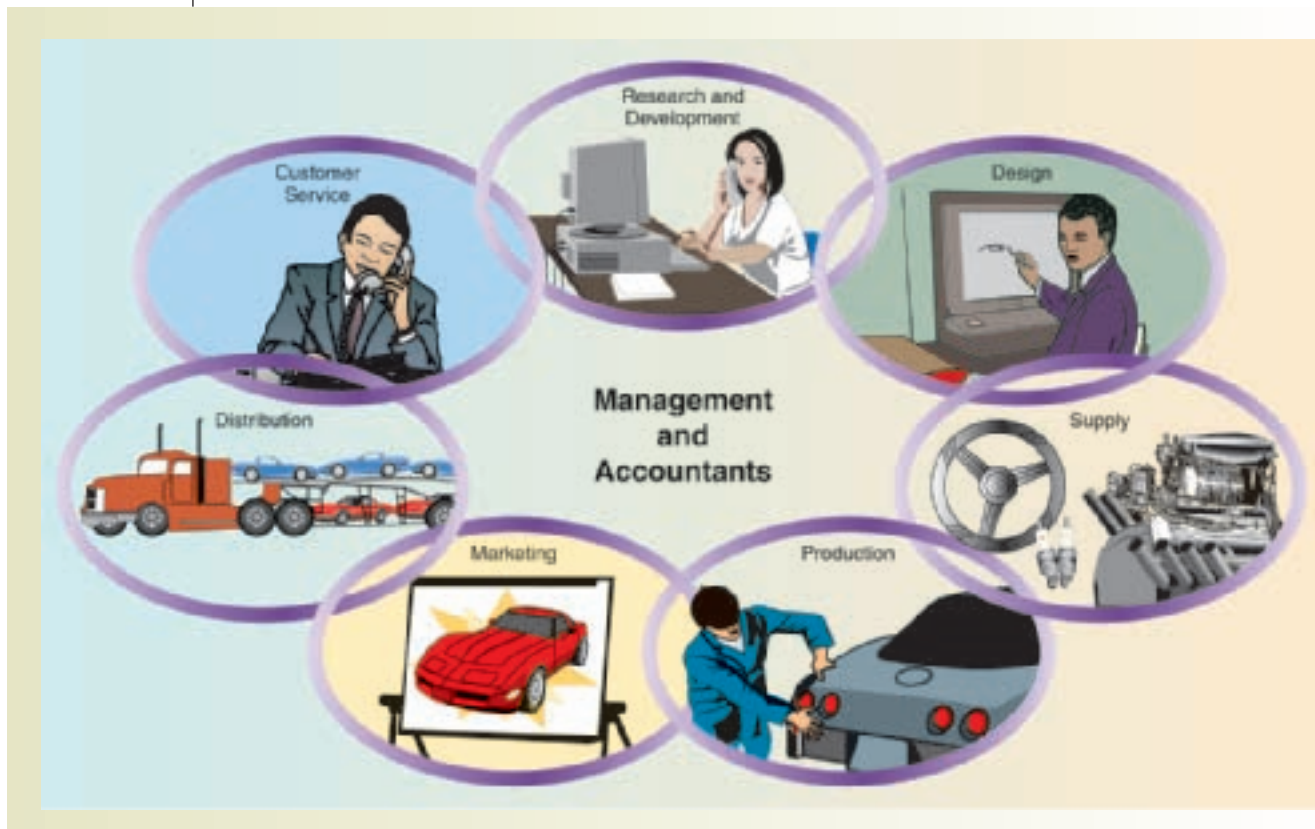 Research and
Development
Design
Supply
Production
Marketing
Distribution
Customer
Service
Management
and
Accountants